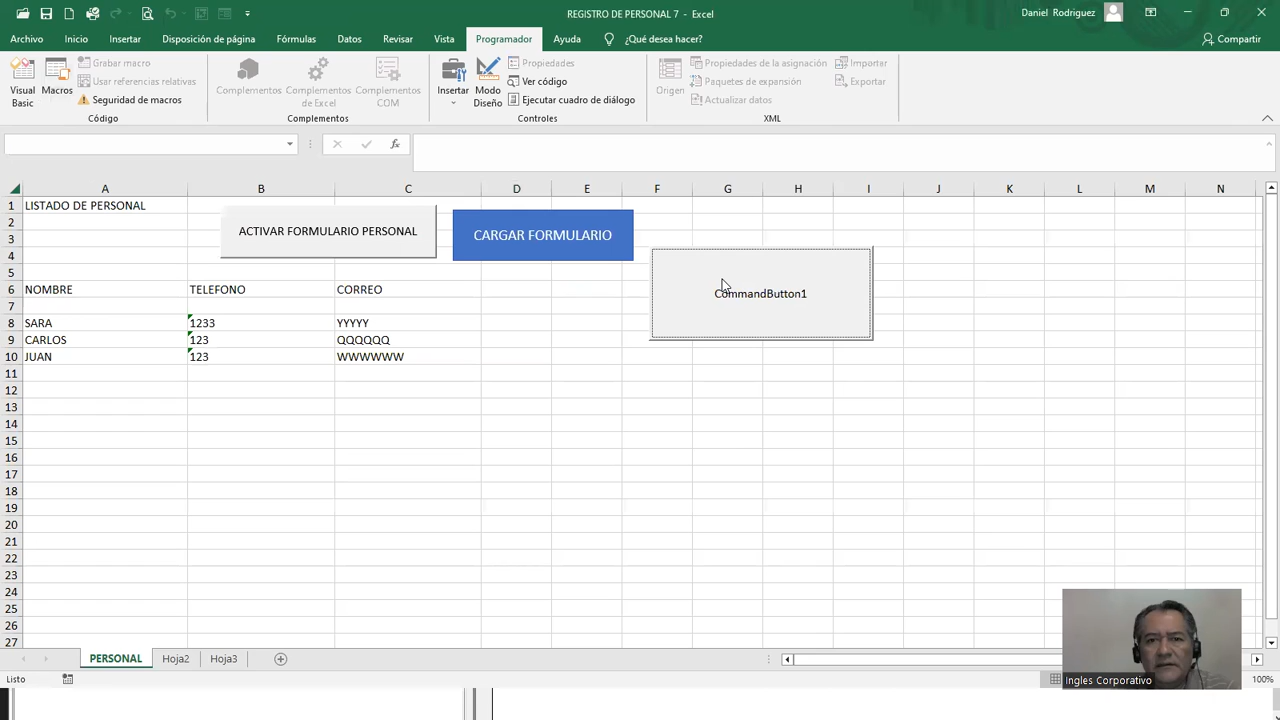 REGISTRO DE PERSONAL 7 - Excel
Daniel Rodriguez
Archivo Inicio Insertar Disposición de página Fórmulas Datos Revisar Vista Programador Ayuda ¿Qué desea hacer? Compartir
Visual Basic
Macros
Grabar macro
Usar referencias relativas
Seguridad de macros
Código
Complementos
Complementos de Excel
Complementos COM
Complementos
Insertar
Modo Diseño
Propiedades
Ver código
Ejecutar cuadro de diálogo
Controles
Origen
Propiedades de la asignación
Paquetes de expansión
Actualizar datos
Importar
Exportar
XML
fx
A B C D E F G H I J K L M N
1 LISTADO DE PERSONAL
2
ACTIVAR FORMULARIO PERSONAL CARGAR FORMULARIO
3
4
5
CommandButton1
6 NOMBRE TELEFONO CORREO
7
8 SARA 1233 YYYYY
9 CARLOS 123 QQQQQQ
10 JUAN 123 WWWWWW
11
12
13
14
15
16
17
18
19
20
21
22
23
24
25
26
27
PERSONAL Hoja2 Hoja3
Listo
100%
Ingles Corporativo